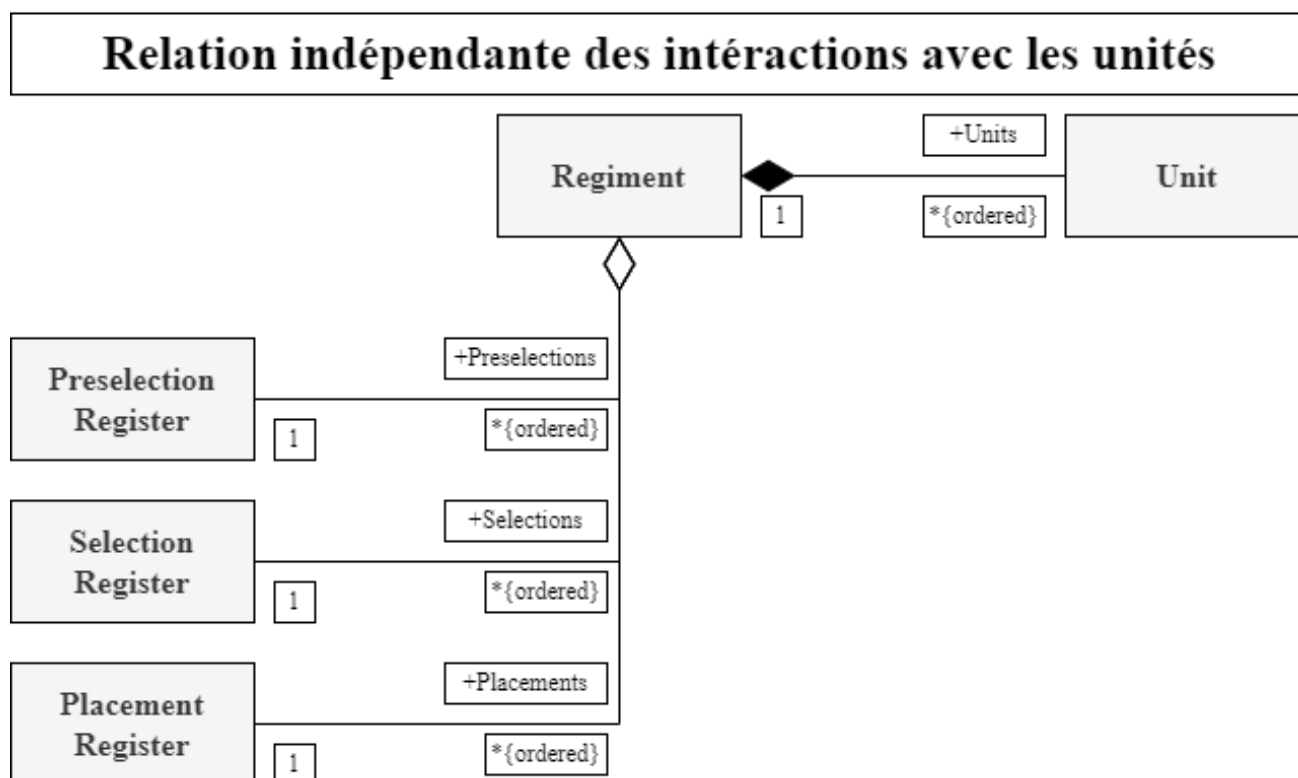 Relation indépendante des intéractions avec les unités
Regiment
+Units
1
*{ordered}
Unit
Preselection
Register
+Preselections
1
*{ordered}
Selection
Register
+Selections
1
*{ordered}
Placement
Register
+Placements
1
*{ordered}